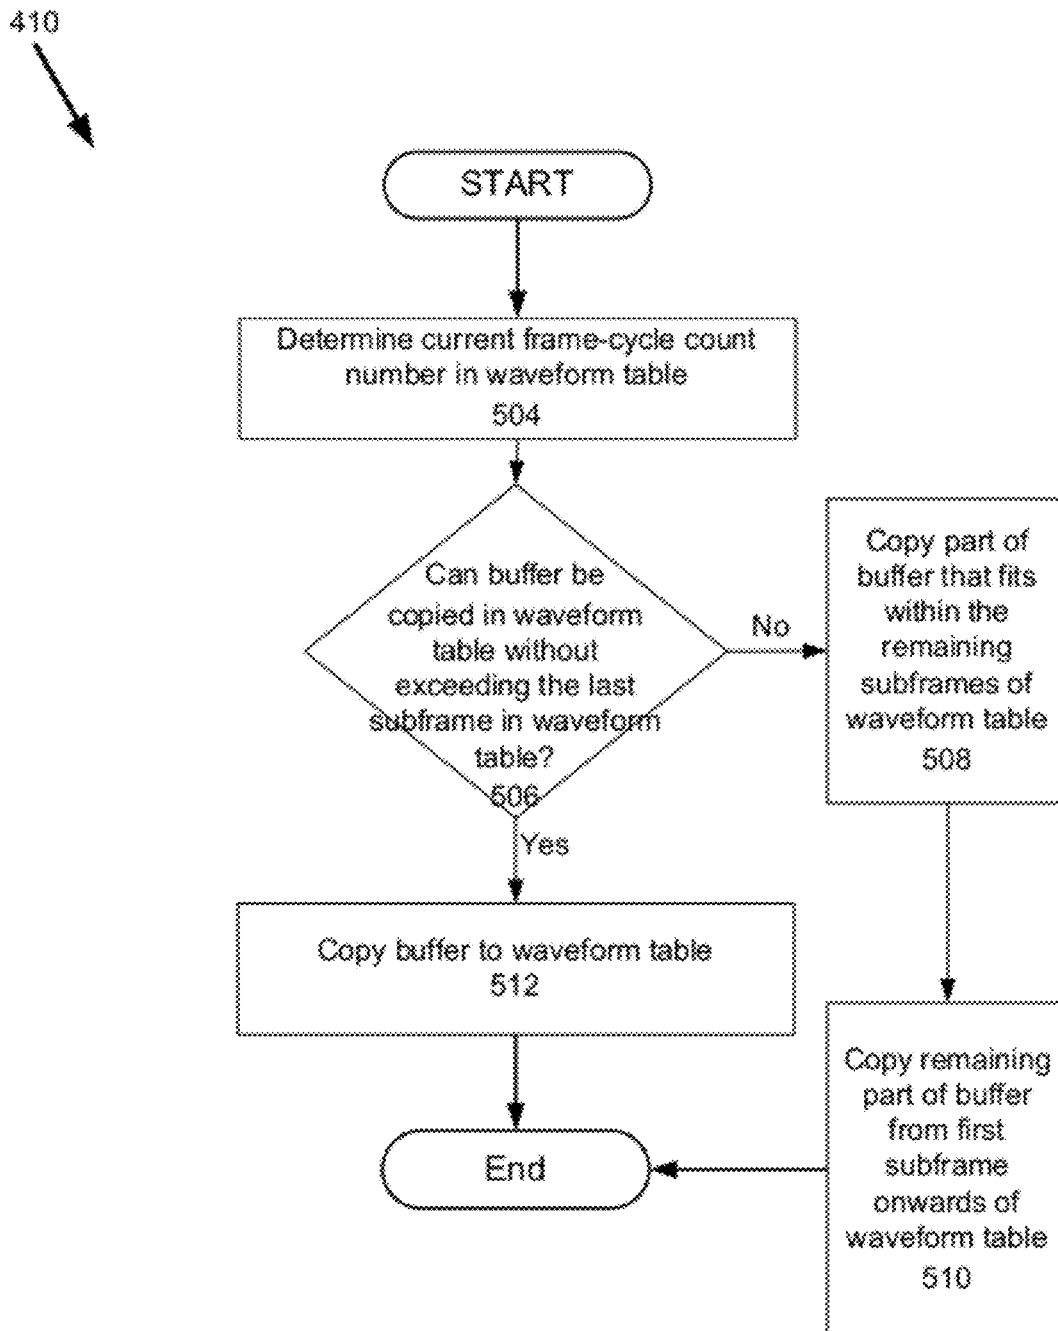 410
START
Determine current frame-cycle count
number in waveform table
504
Can buffer be
copied in waveform
table without
exceeding the last
subframe in waveform
table?
506
No
Copy part of
buffer that fits
within the
remaining
subframes of
waveform table
508
Yes
Copy buffer to waveform table
512
Copy remaining
part of buffer
from first
subframe
onwards of
waveform table
510
End